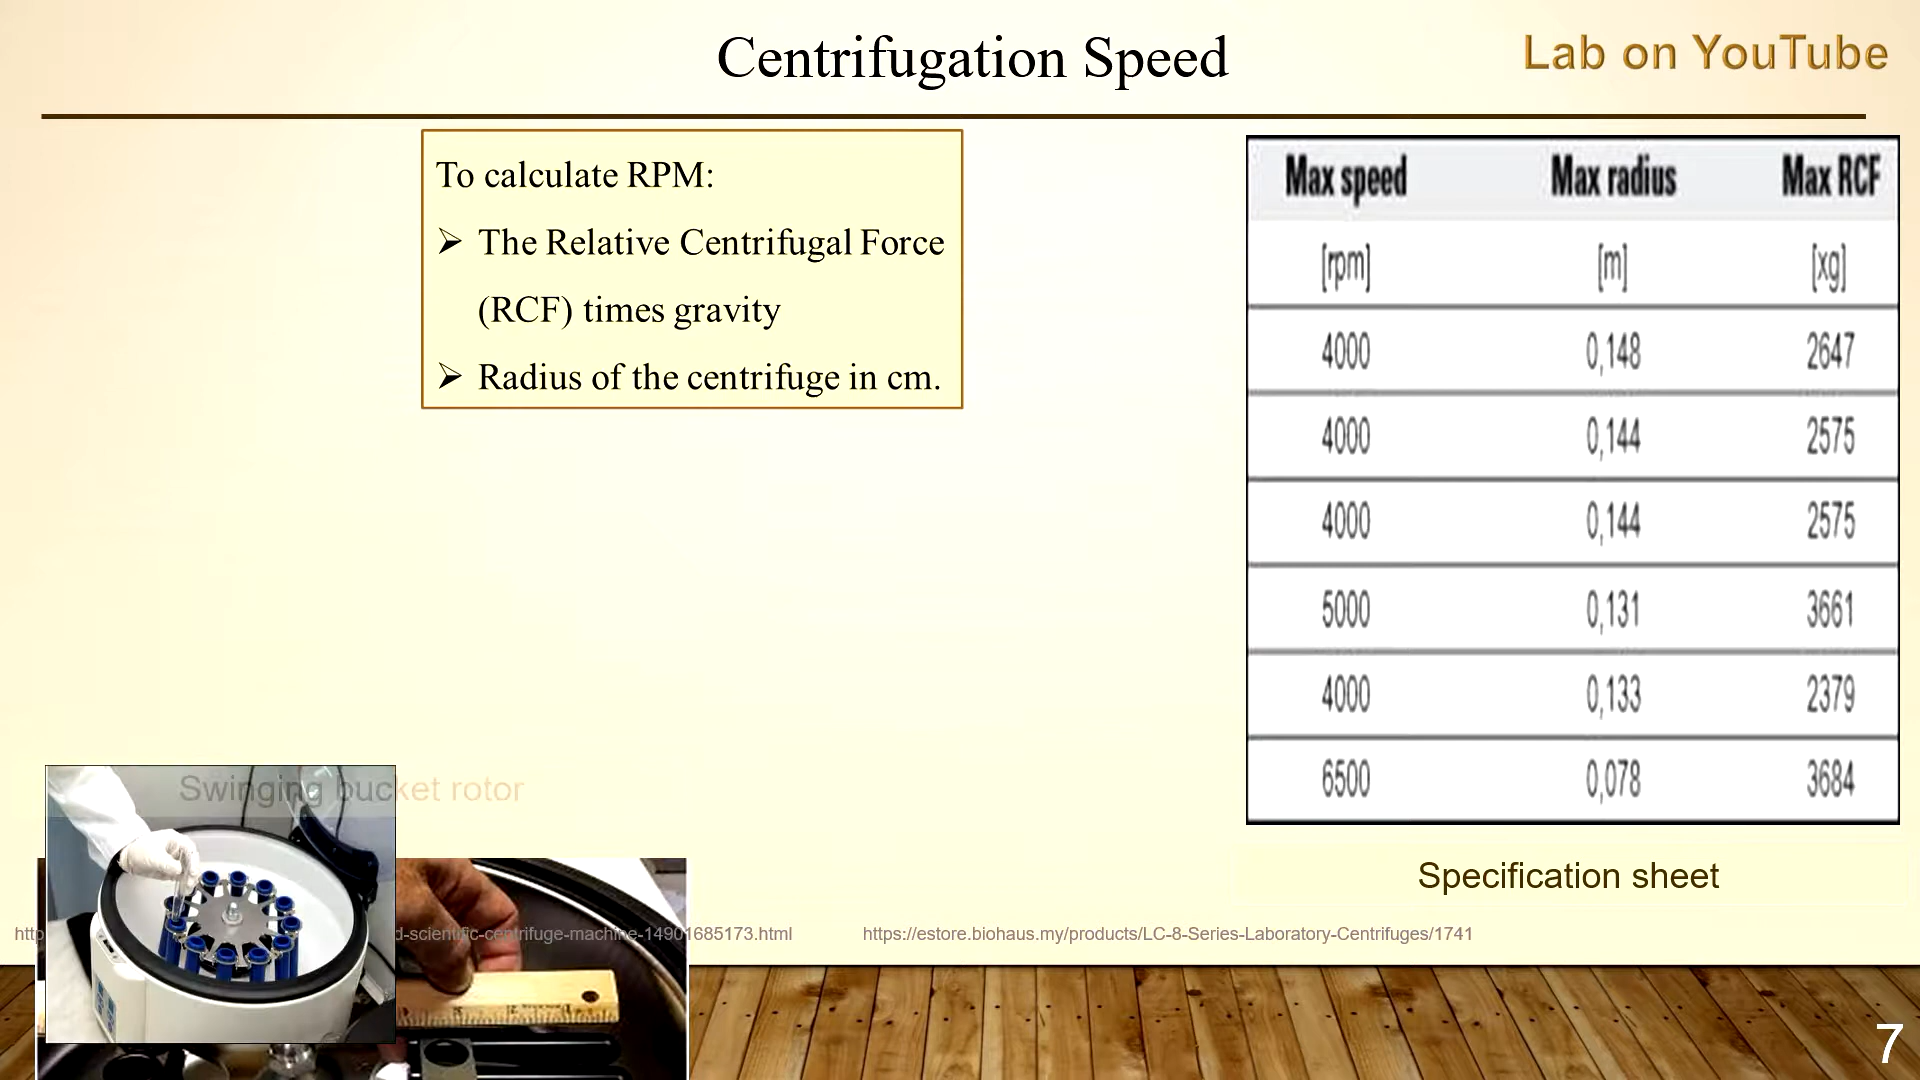 Centrifugation Speed
Lab on YouTube
To calculate RPM:
➢ The Relative Centrifugal Force
(RCF) times gravity
➢ Radius of the centrifuge in cm.
Max speed Max radius Max RCF
[rpm] [m] [xg]
4000 0,148 2647
4000 0,144 2575
4000 0,144 2575
5000 0,131 3661
4000 0,133 2379
6500 0,078 3684
Specification sheet
Swinging bucket rotor
d-scientific-centrifuge-machine-14901685173.html
https://estore.biohaus.my/products/LC-8-Series-Laboratory-Centrifuges/1741
7